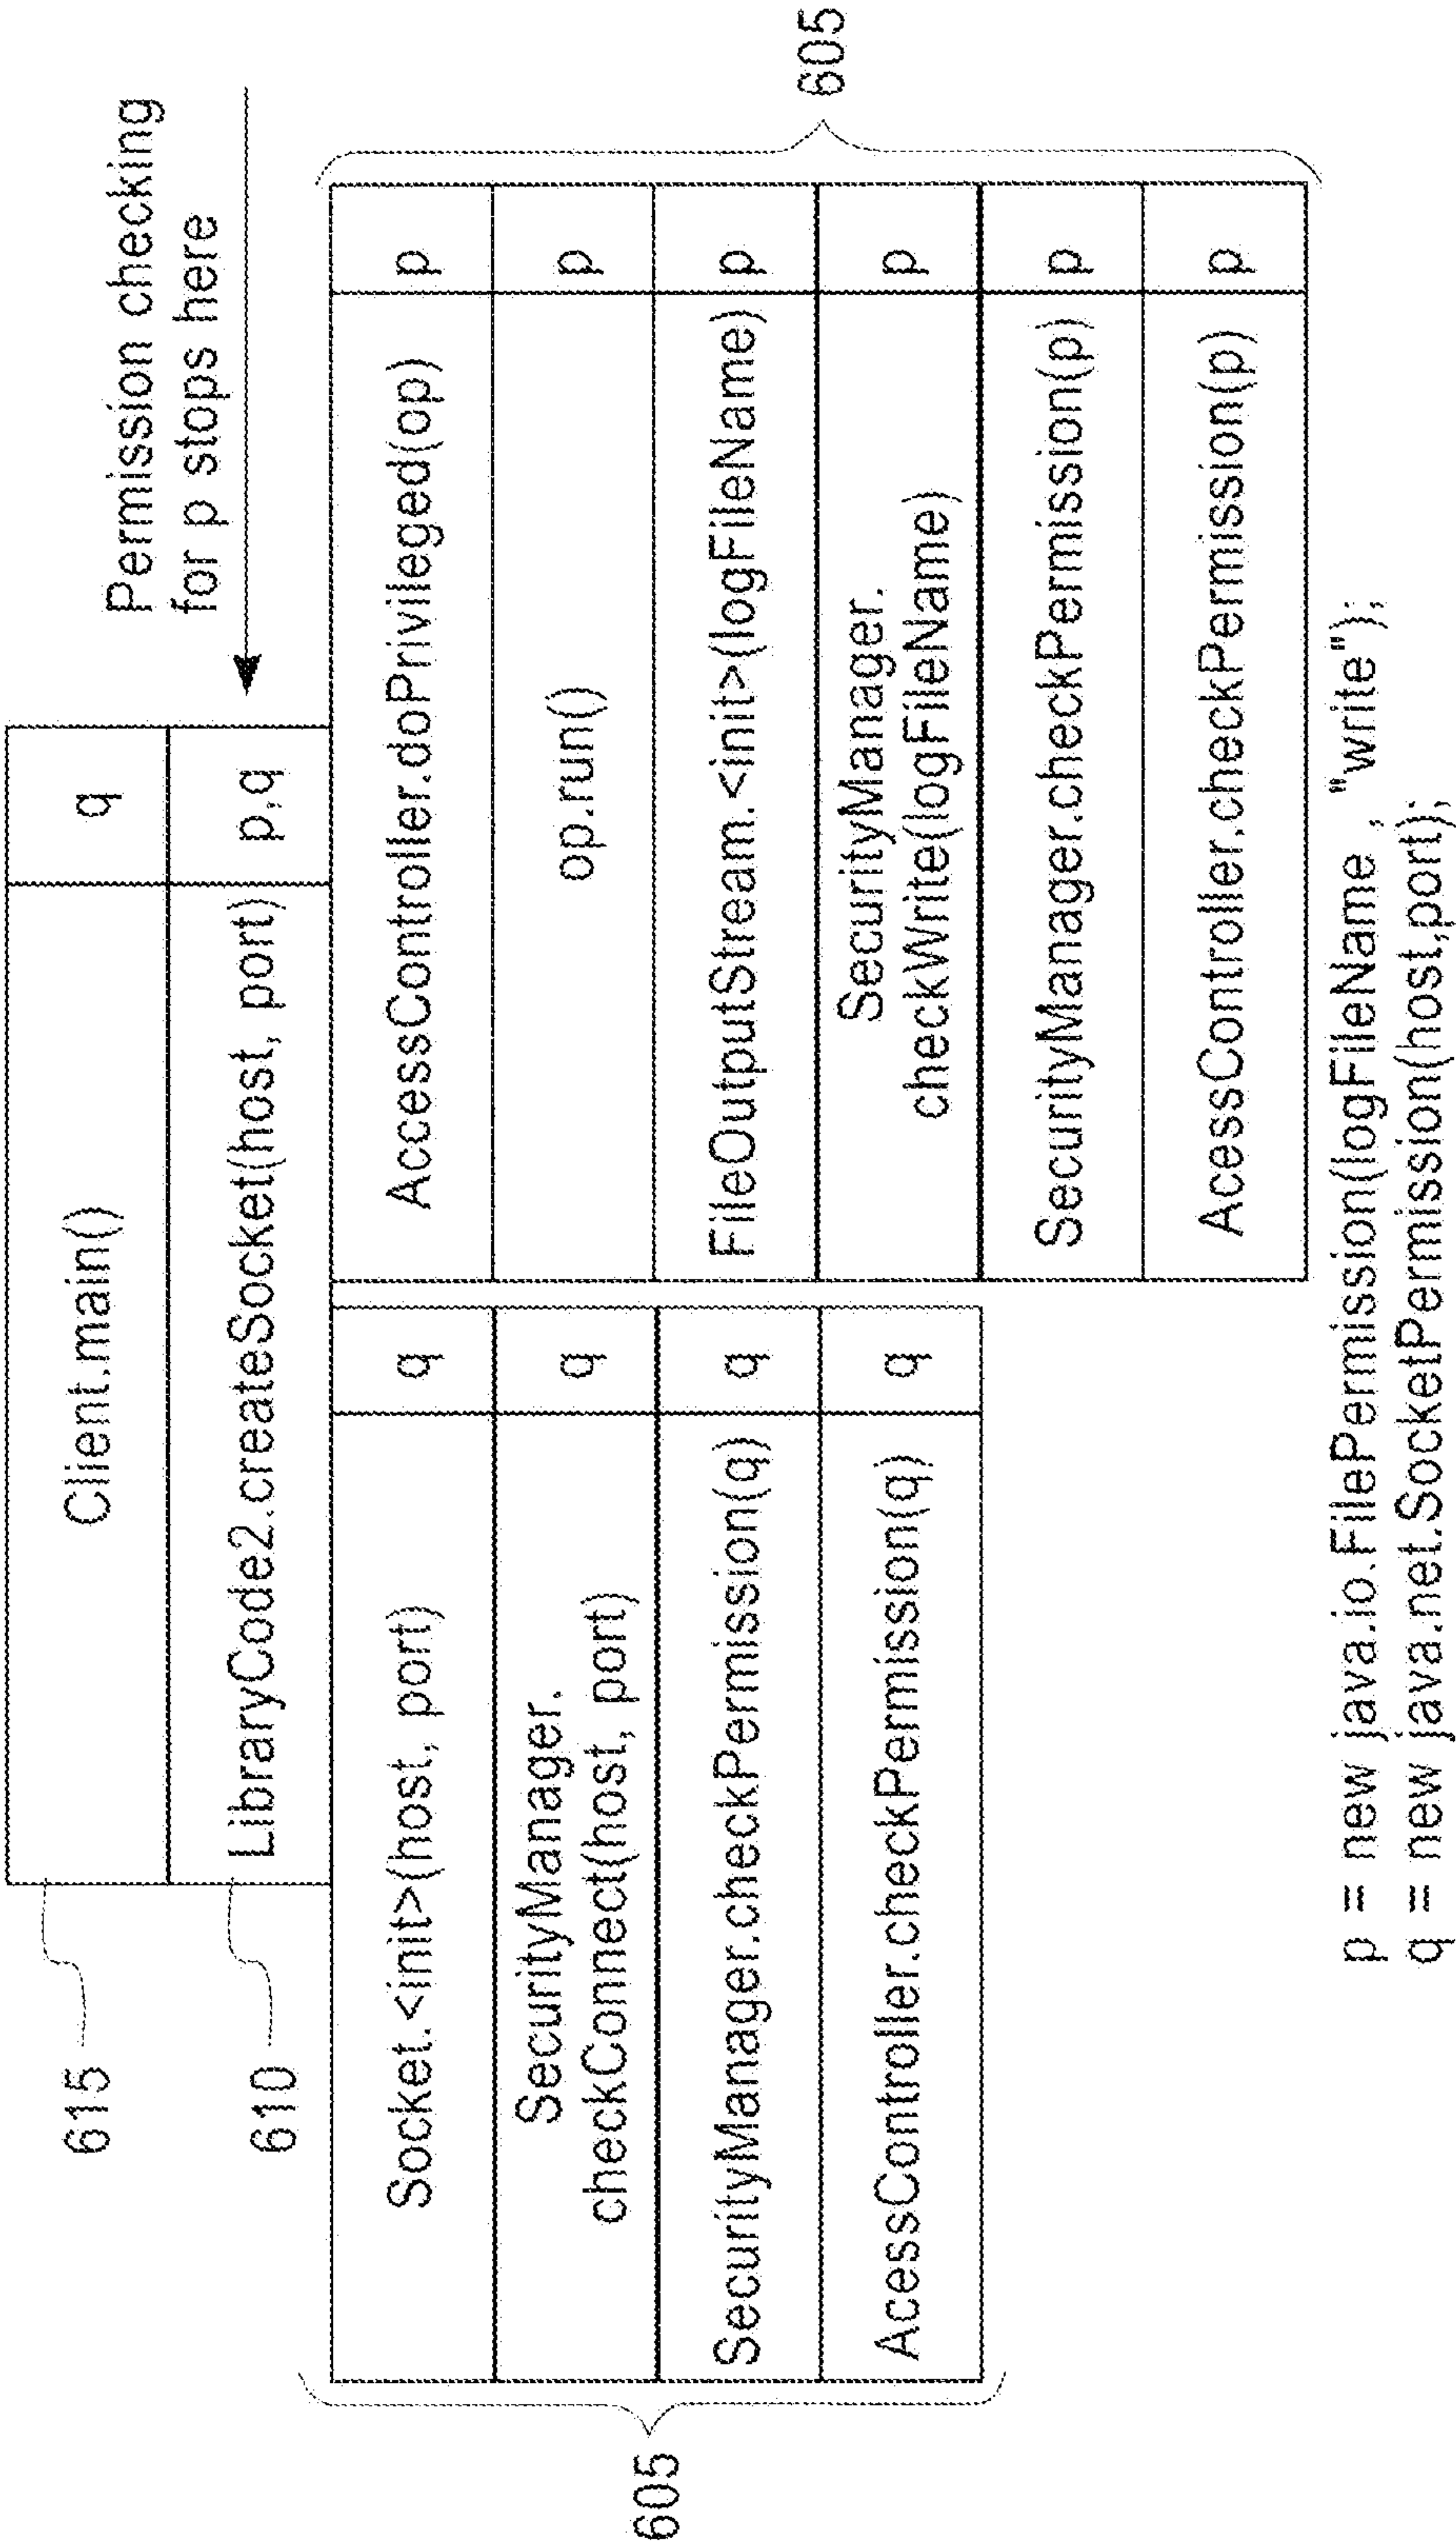 615
Client.main()
q
610
LibraryCode2.createSocket(host, port)
p,q
Permission checking
for p stops here
605
Socket.<init>(host, port)
q
SecurityManager.
checkConnect(host, port)
q
SecurityManager.checkPermission(q)
q
AcessController.checkPermission(q)
q
AccessController.doPrivileged(op)
p
op.run()
p
FileOutputStream.<init>(logFileName)
p
SecurityManager.
checkWrite(logFileName)
p
SecurityManager.checkPermission(p)
p
AcessController.checkPermission(p)
p
605
p = new java.io.FilePermission(logFileName , "write");
q = new java.net.SocketPermission(host,port);